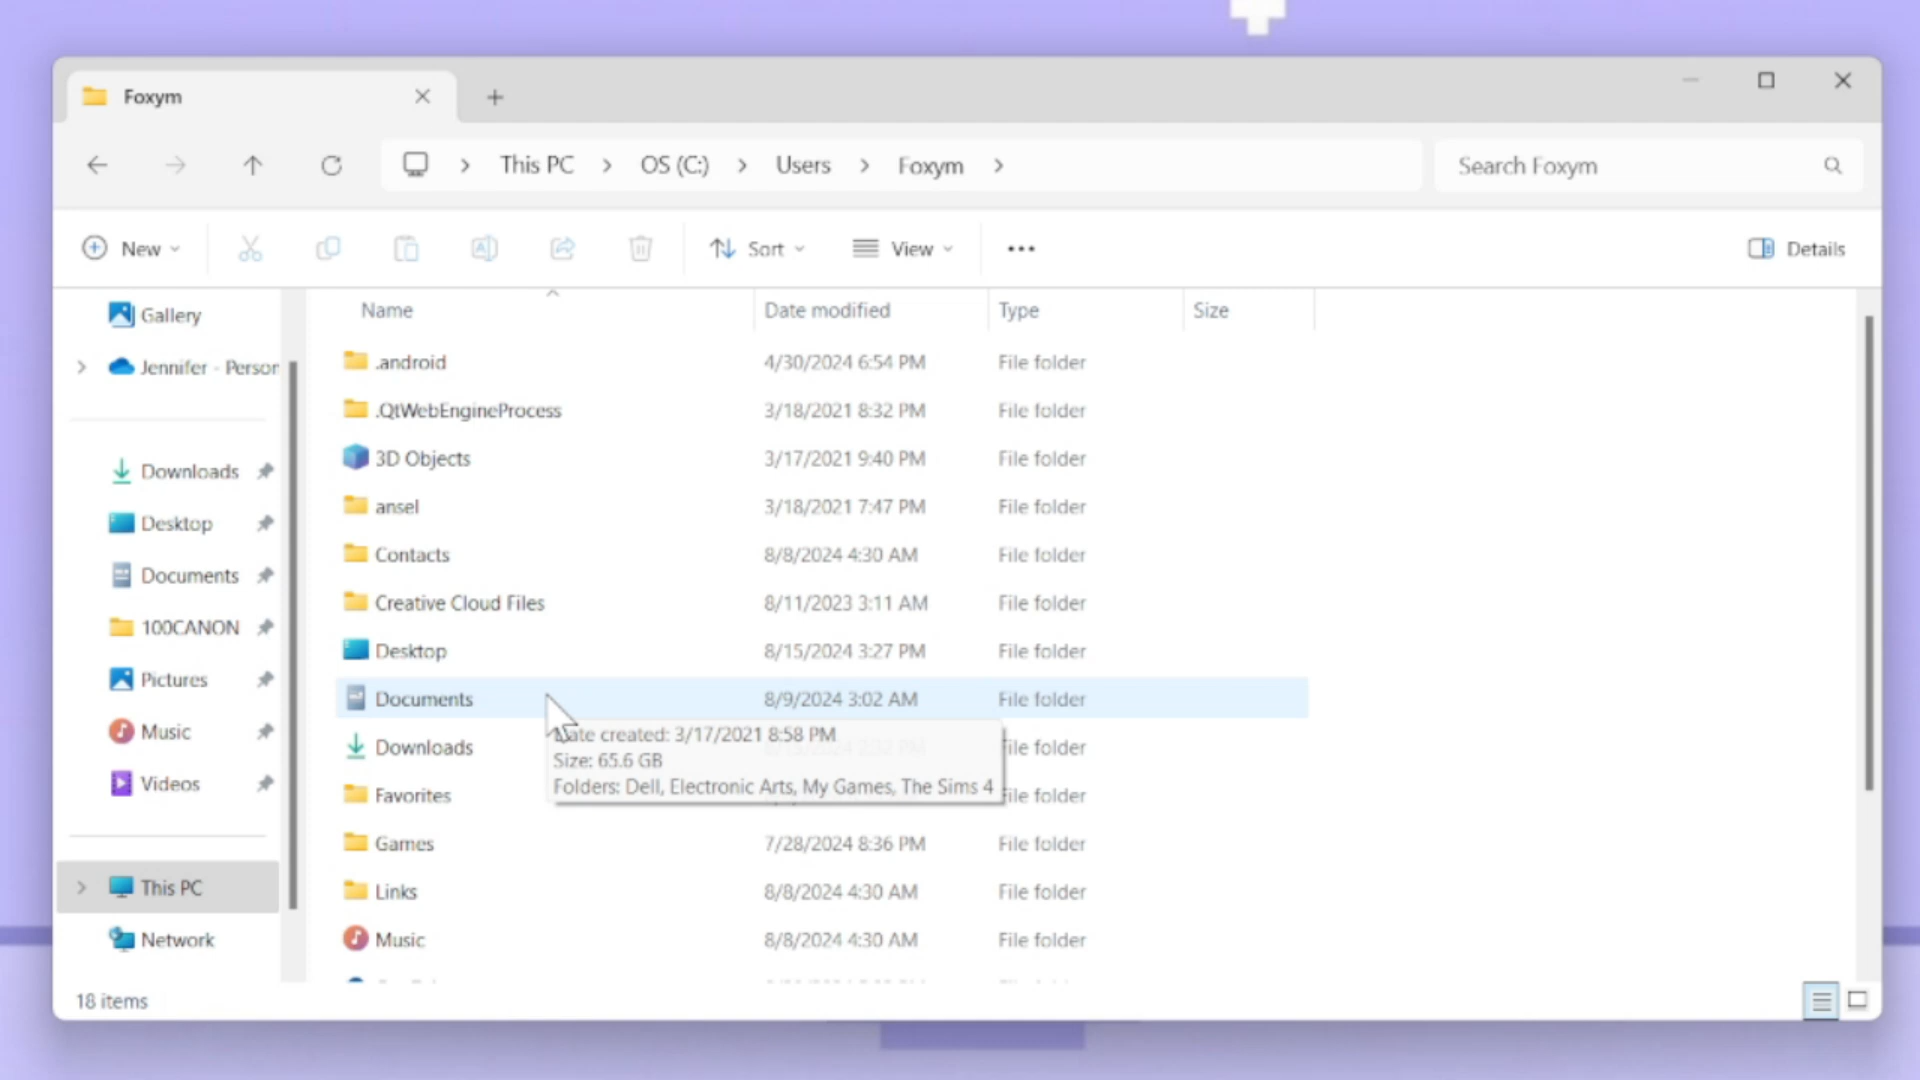 Foxym
This PC > OS (C:) > Users > Foxym >
Search Foxym
New
Sort
View
Details
Gallery
Jennifer - Person
Downloads
Desktop
Documents
100CANON
Pictures
Music
Videos
This PC
Network
Name Date modified Type Size
.android 4/30/2024 6:54 PM File folder
.QtWebEngineProcess 3/18/2021 8:32 PM File folder
3D Objects 3/17/2021 9:40 PM File folder
ansel 3/18/2021 7:47 PM File folder
Contacts 8/8/2024 4:30 AM File folder
Creative Cloud Files 8/11/2023 3:11 AM File folder
Desktop 8/15/2024 3:27 PM File folder
Documents 8/9/2024 3:02 AM File folder
Date created: 3/17/2021 8:58 PM
Size: 65.6 GB
Folders: Dell, Electronic Arts, My Games, The Sims 4
Downloads File folder
Favorites File folder
Games 7/28/2024 8:36 PM File folder
Links 8/8/2024 4:30 AM File folder
Music 8/8/2024 4:30 AM File folder
18 items